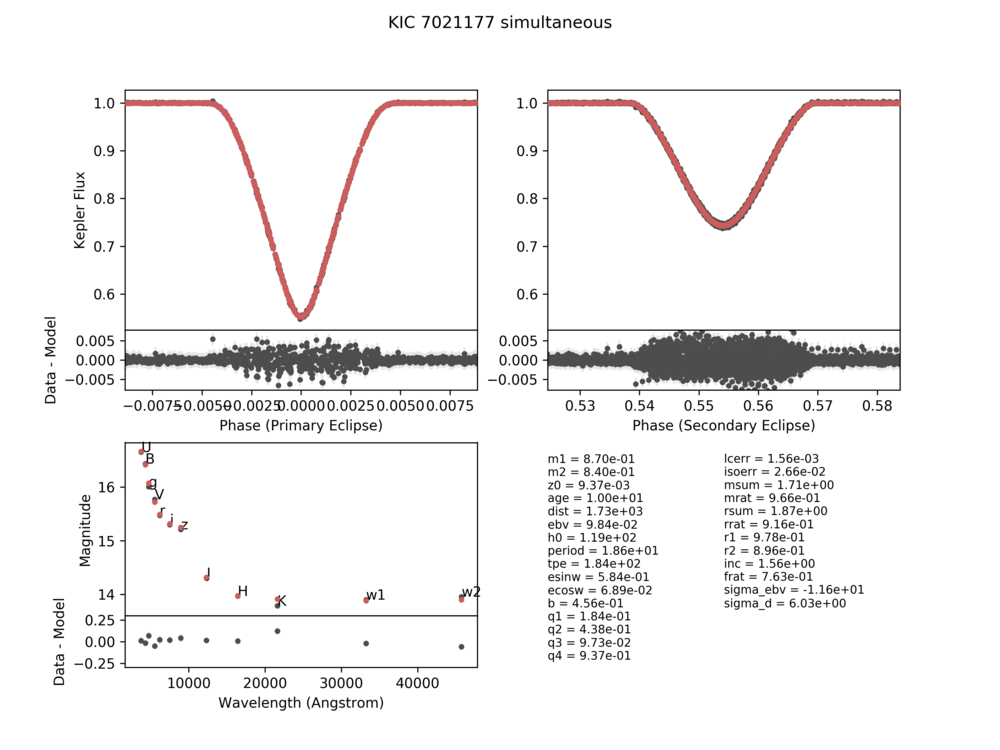 KIC 7021177 simultaneous
1.0
0.9
0.8
0.7
0.6
Kepler Flux
0.005
0.000
−0.005
Data - Model
−0.0075 −0.0050 −0.0025 0.0000 0.0025 0.0050 0.0075
Phase (Primary Eclipse)
1.0
0.9
0.8
0.7
0.6
0.005
0.000
−0.005
0.53 0.54 0.55 0.56 0.57 0.58
Phase (Secondary Eclipse)
U
B
g
V
r
i
z
J
H
K
w1
w2
16
15
14
Magnitude
0.25
0.00
−0.25
Data - Model
10000 20000 30000 40000
Wavelength (Angstrom)
m1 = 8.70e-01
m2 = 8.40e-01
z0 = 9.37e-03
age = 1.00e+01
dist = 1.73e+03
ebv = 9.84e-02
h0 = 1.19e+02
period = 1.86e+01
tpe = 1.84e+02
esinw = 5.84e-01
ecosw = 6.89e-02
b = 4.56e-01
q1 = 1.84e-01
q2 = 4.38e-01
q3 = 9.73e-02
q4 = 9.37e-01
lcerr = 1.56e-03
isoerr = 2.66e-02
msum = 1.71e+00
mrat = 9.66e-01
rsum = 1.87e+00
rrat = 9.16e-01
r1 = 9.78e-01
r2 = 8.96e-01
inc = 1.56e+00
frat = 7.63e-01
sigma_ebv = -1.16e+01
sigma_d = 6.03e+00